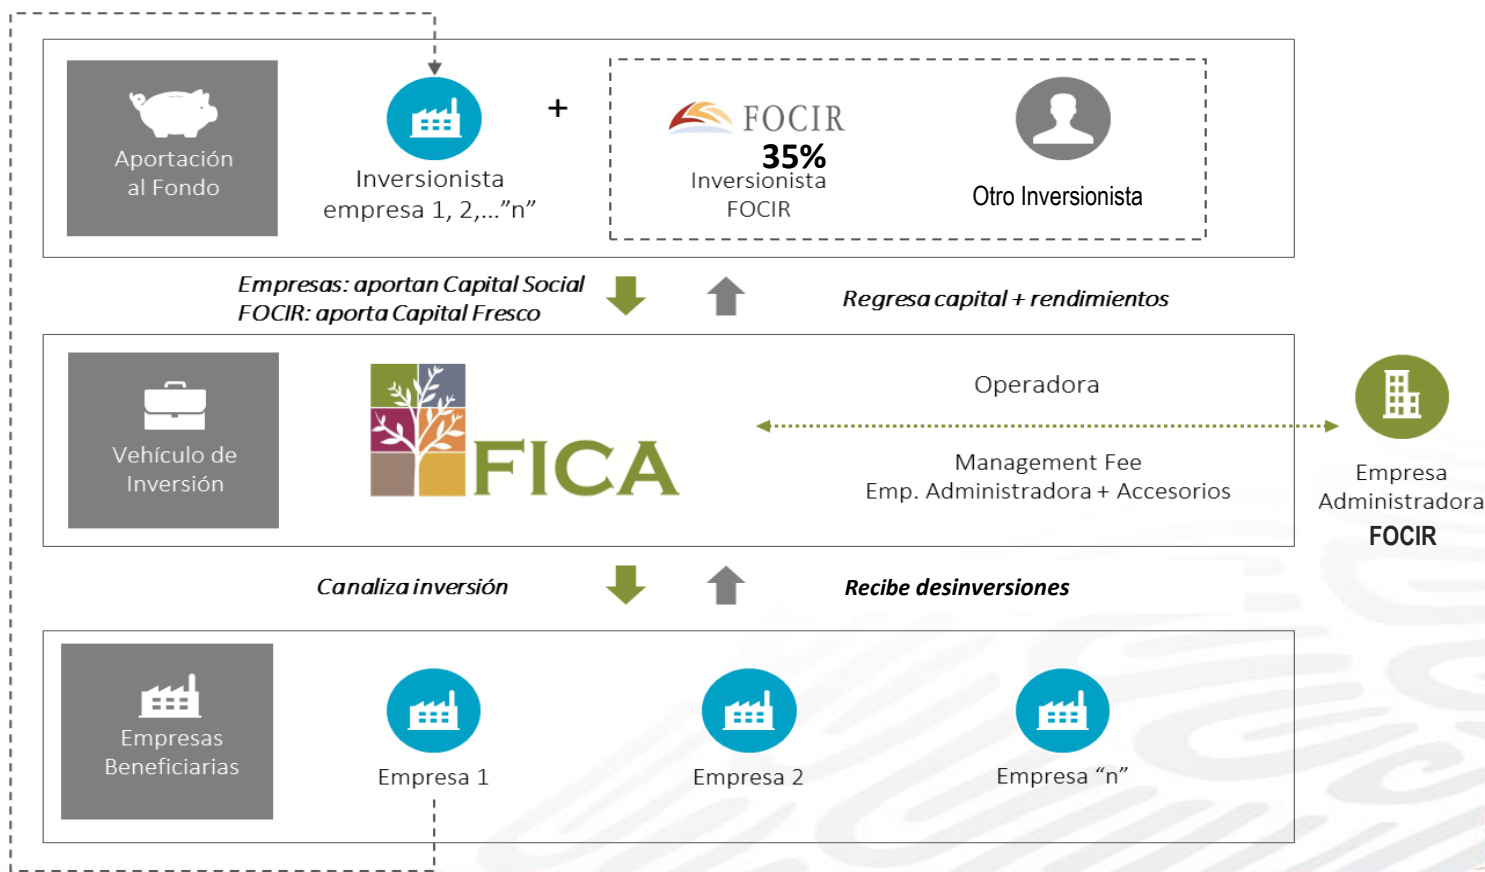 Aportación
al Fondo
Inversionista
empresa 1, 2,...”n”
+
FOCIR
35%
Inversionista
FOCIR
Otro Inversionista
Empresas: aportan Capital Social
FOCIR: aporta Capital Fresco
Regresa capital + rendimientos
Vehículo de
Inversión
FICA
Operadora
Management Fee
Emp. Administradora + Accesorios
Empresa
Administradora
FOCIR
Canaliza inversión
Recibe desinversiones
Empresas
Beneficiarias
Empresa 1
Empresa 2
Empresa “n”